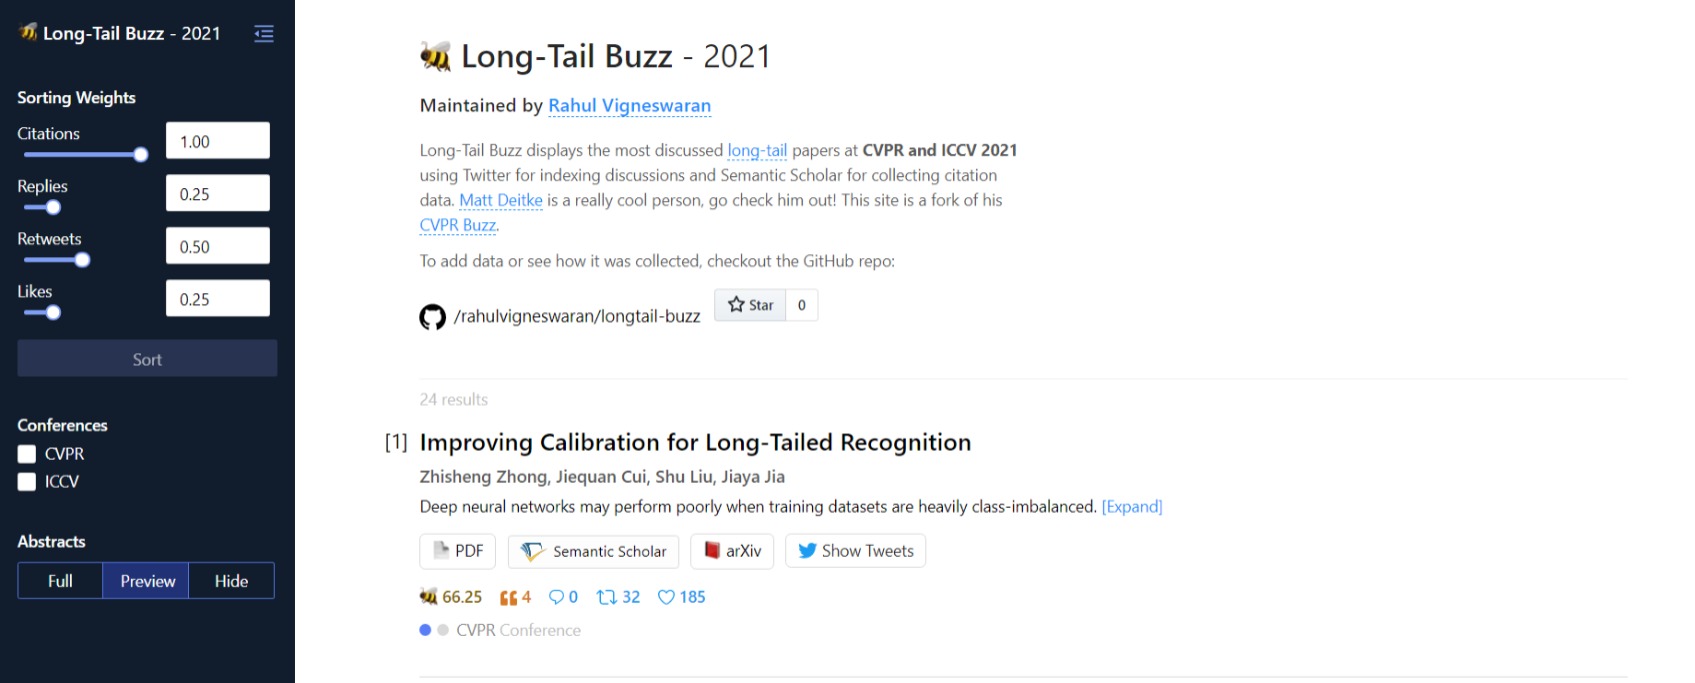 Long-Tail Buzz - 2021
Sorting Weights
Citations
1.00
Replies
0.25
Retweets
0.50
Likes
0.25
Sort
Conferences
CVPR
ICCV
Abstracts
Full Preview Hide
Long-Tail Buzz - 2021
Maintained by Rahul Vigneswaran
Long-Tail Buzz displays the most discussed long-tail papers at CVPR and ICCV 2021
using Twitter for indexing discussions and Semantic Scholar for collecting citation
data. Matt Deitke is a really cool person, go check him out! This site is a fork of his
CVPR Buzz.
To add data or see how it was collected, checkout the GitHub repo:
/rahulvigneswaran/longtail-buzz Star 0
24 results
[1] Improving Calibration for Long-Tailed Recognition
Zhisheng Zhong, Jiequan Cui, Shu Liu, Jiaya Jia
Deep neural networks may perform poorly when training datasets are heavily class-imbalanced. [Expand]
PDF Semantic Scholar arXiv Show Tweets
66.25 4 0 32 185
CVPR Conference